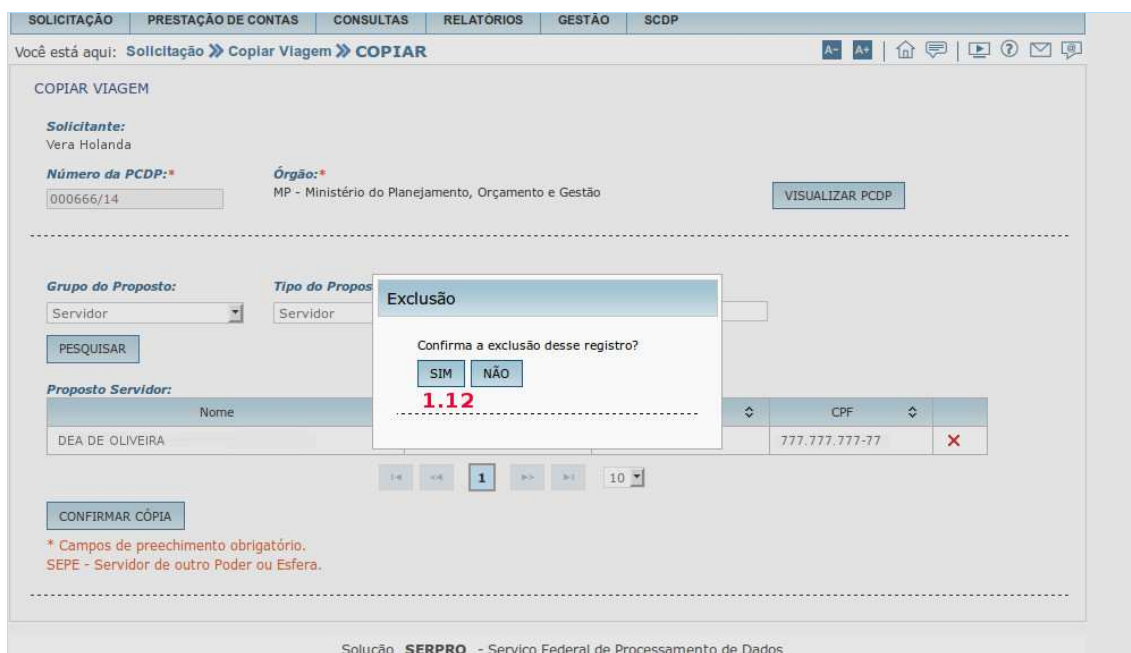 SOLICITAÇÃO PRESTAÇÃO DE CONTAS CONSULTAS RELATÓRIOS GESTÃO SCDP
Você está aqui: Solicitação Copiar Viagem COPIAR A- A+
COPIAR VIAGEM
Solicitante:
Vera Holanda
Número da PCDP:* Órgão:*
000666/14 MP - Ministério do Planejamento, Orçamento e Gestão VISUALIZAR PCDP
Grupo do Proposto: Tipo do Propos
Servidor Servidor
Exclusão
Confirma a exclusão desse registro?
SIM NÃO
1.12
PESQUISAR
Proposto Servidor:
Nome CPF
DEA DE OLIVEIRA 777.777.777-77
1 10
CONFIRMAR CÓPIA
* Campos de preechimento obrigatório.
SEPE - Servidor de outro Poder ou Esfera.
Solução SERPRO - Serviço Federal de Processamento de Dados